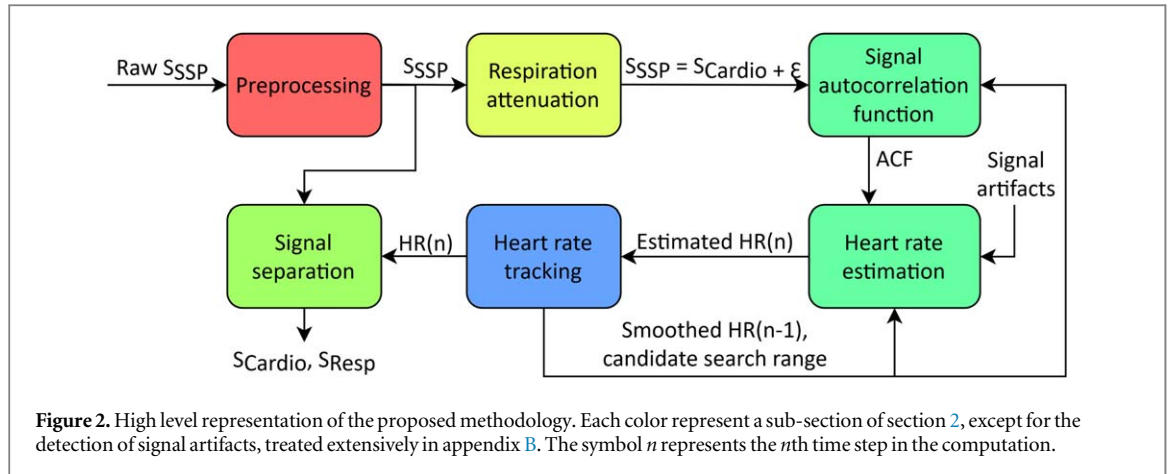 Raw SSSP
Preprocessing
SSSP
Respiration
attenuation
SSSP = SCardio + ε
Signal
autocorrelation
function
ACF
Signal
artifacts
Signal
separation
HR(n)
Heart rate
tracking
Estimated HR(n)
Heart rate
estimation
Smoothed HR(n-1),
candidate search range
SCardio, SResp
Figure 2. High level representation of the proposed methodology. Each color represent a sub-section of section 2, except for the
detection of signal artifacts, treated extensively in appendix B. The symbol n represents the nth time step in the computation.